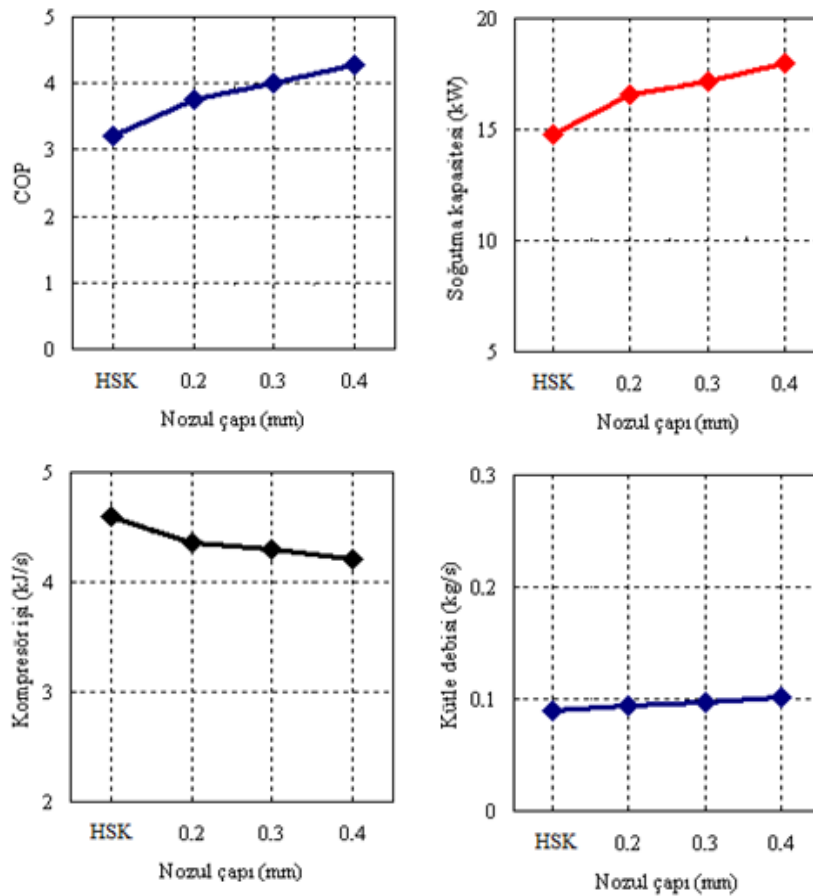 COP
5
4
3
2
1
0
HSK 0.2 0.3 0.4
Nozul çapı (mm)
Soğutma kapasitesi (kW)
20
15
10
5
HSK 0.2 0.3 0.4
Nozul çapı (mm)
Kompresör işi (kJ/s)
5
4
3
2
HSK 0.2 0.3 0.4
Nozul çapı (mm)
Kütle debisi (kg/s)
0.3
0.2
0.1
0
HSK 0.2 0.3 0.4
Nozul çapı (mm)